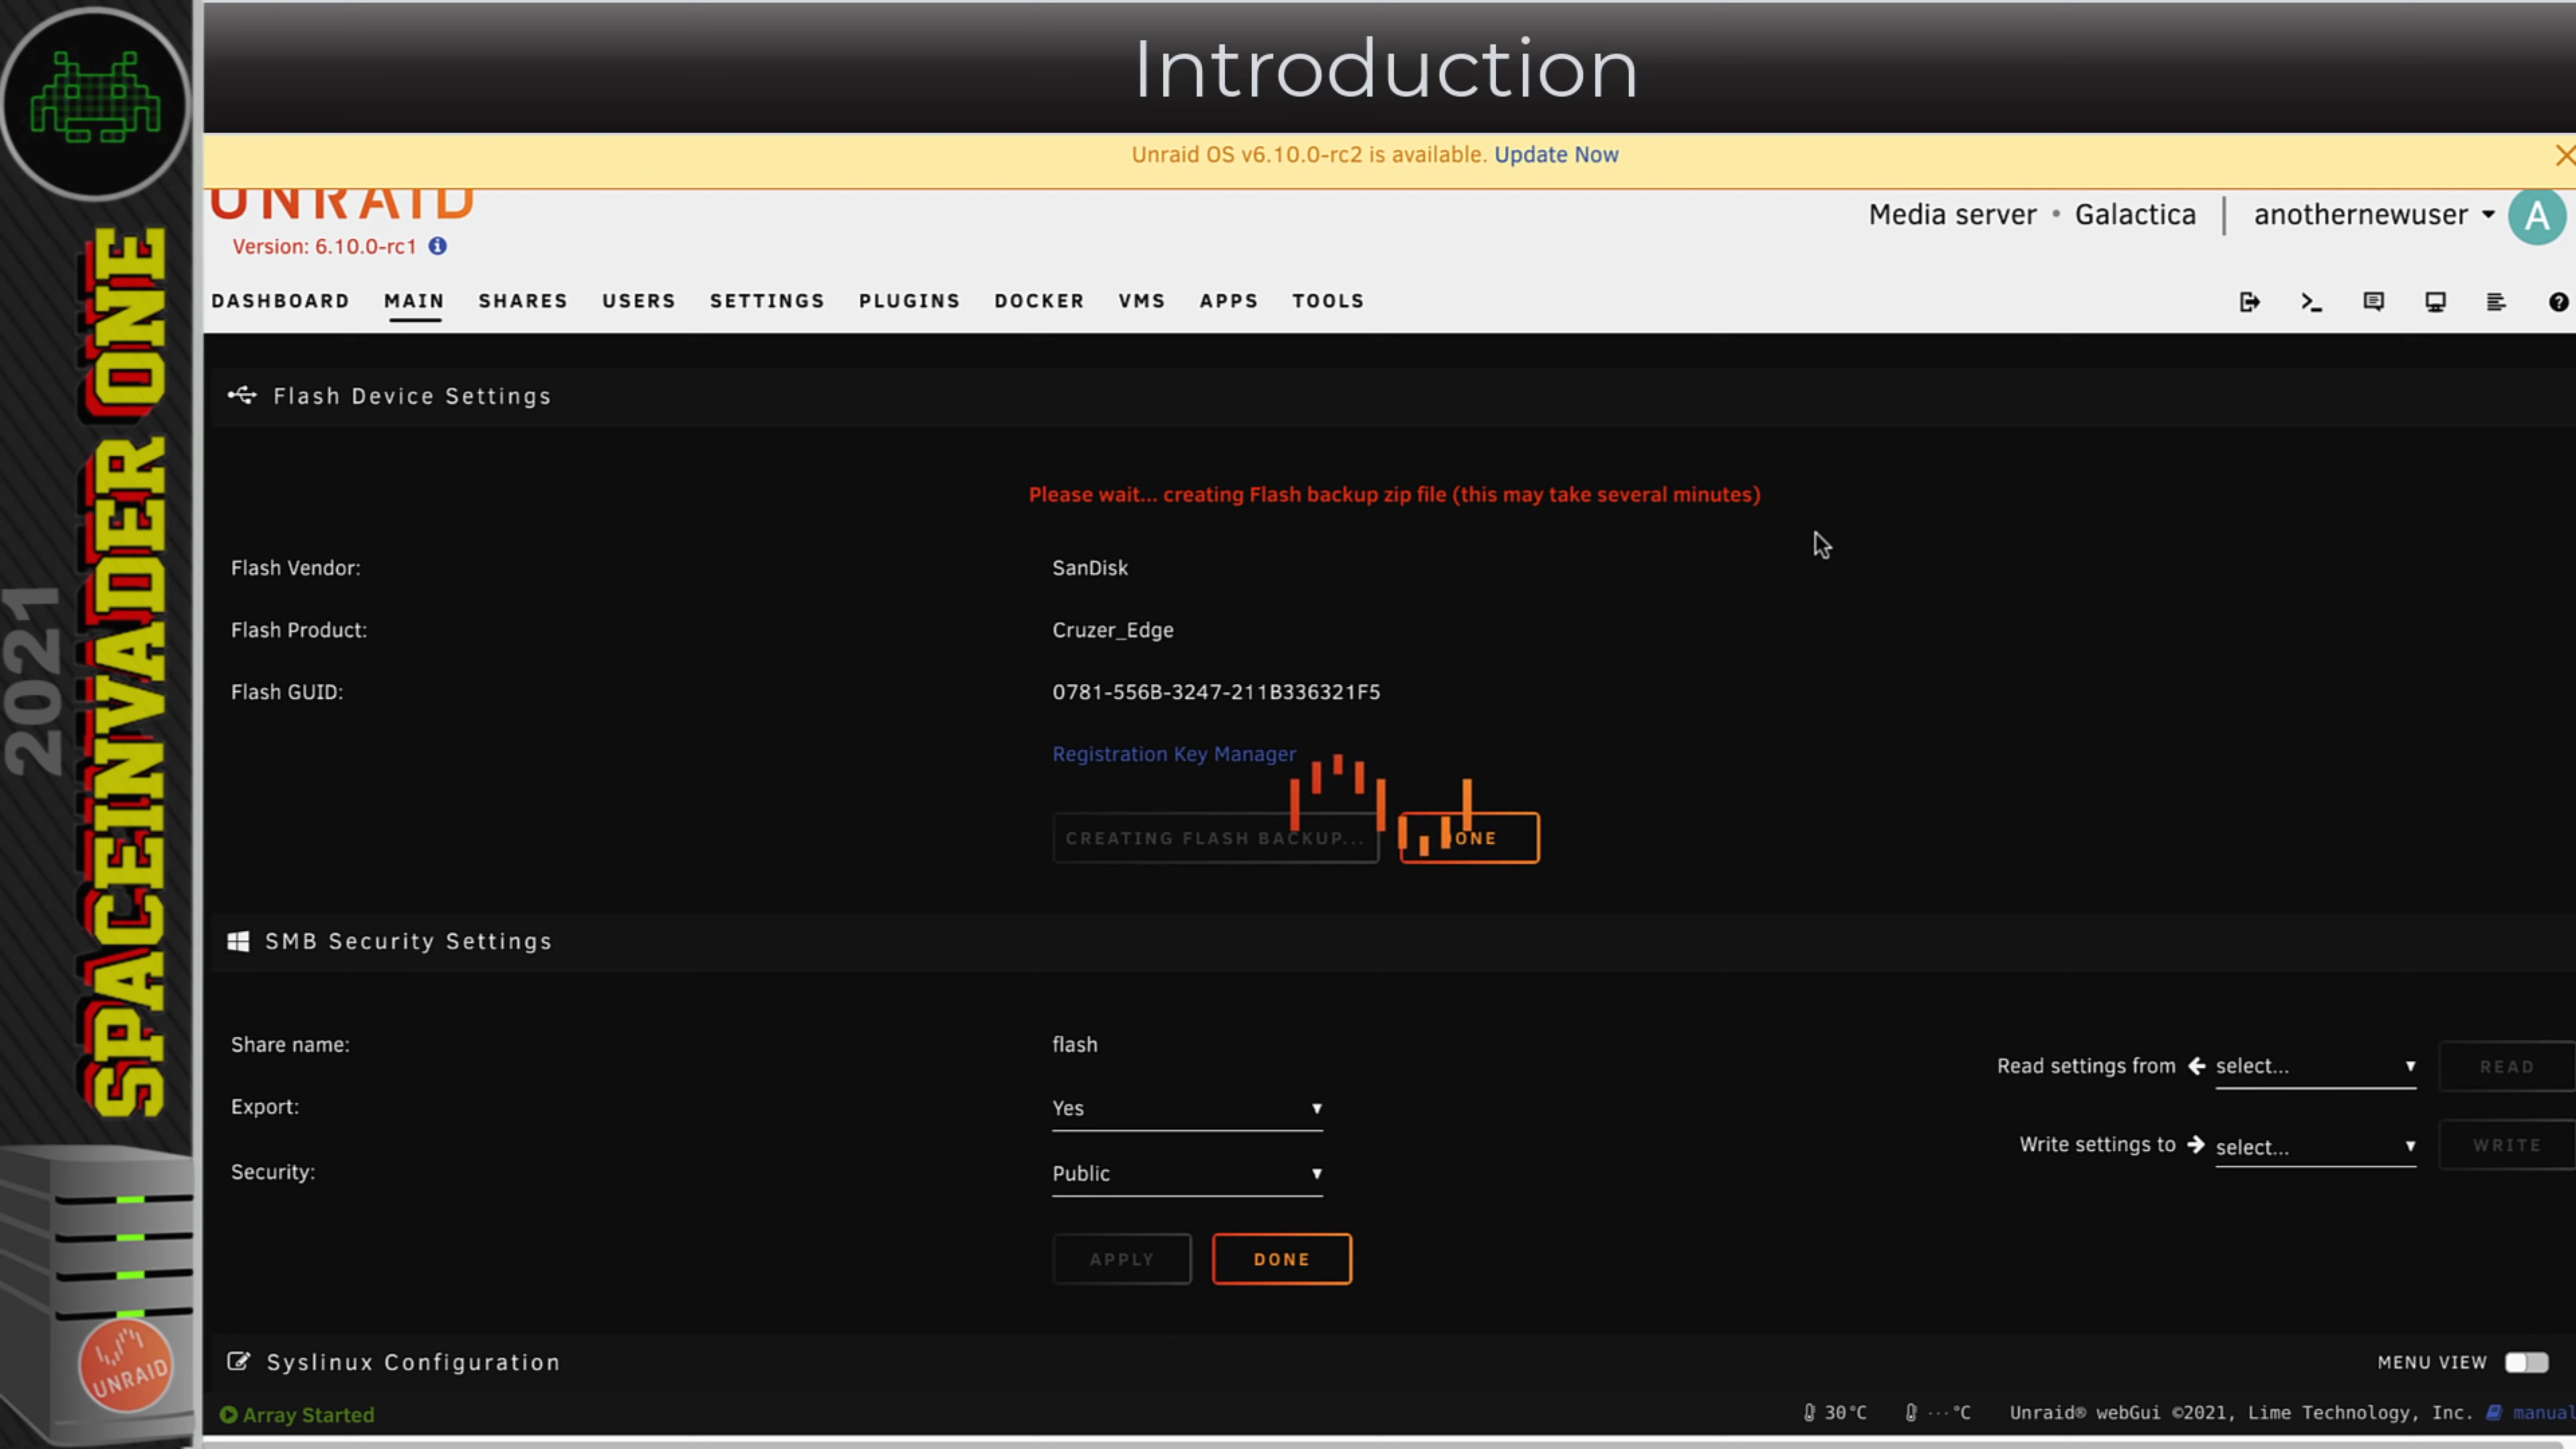 Introduction
Unraid OS v6.10.0-rc2 is available. Update Now
UNRAID
Version: 6.10.0-rc1
Media server • Galactica | anothernewuser
A
DASHBOARD MAIN SHARES USERS SETTINGS PLUGINS DOCKER VMS APPS TOOLS
Flash Device Settings
Please wait... creating Flash backup zip file (this may take several minutes)
Flash Vendor: SanDisk
Flash Product: Cruzer_Edge
Flash GUID: 0781-556B-3247-211B336321F5
Registration Key Manager
CREATING FLASH BACKUP... DONE
SMB Security Settings
Share name: flash
Export: Yes
Security: Public
Read settings from select... READ
Write settings to select... WRITE
APPLY DONE
Syslinux Configuration
MENU VIEW
Array Started
30°C ···°C Unraid® webGui ©2021, Lime Technology, Inc. manual
2021
SPACEINVADER ONE
UNRAID